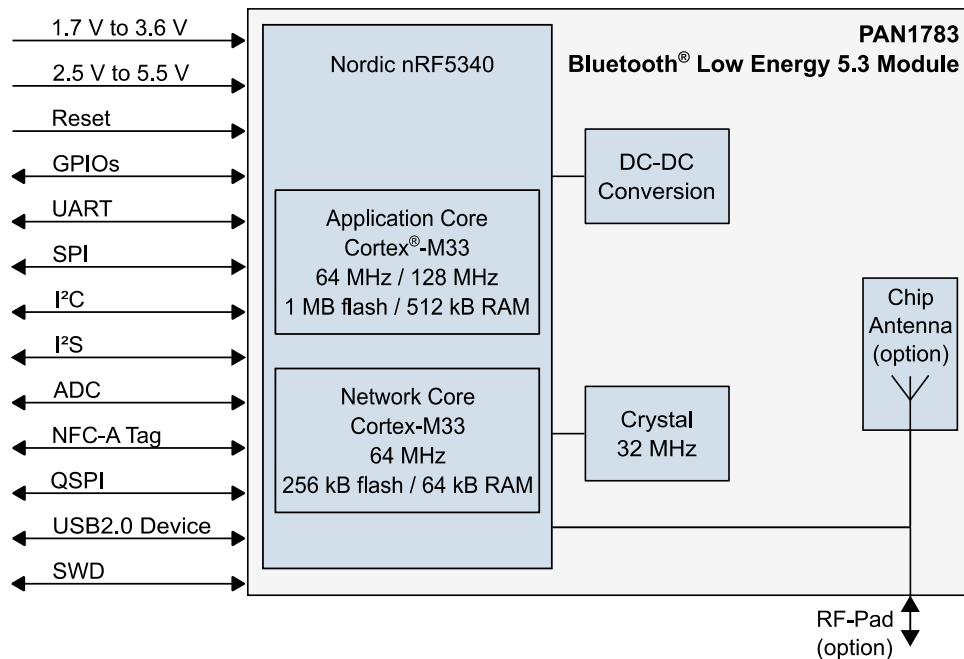 1.7 V to 3.6 V
2.5 V to 5.5 V
Reset
GPIOs
UART
SPI
I²C
I²S
ADC
NFC-A Tag
QSPI
USB2.0 Device
SWD
Nordic nRF5340
Application Core
Cortex®-M33
64 MHz / 128 MHz
1 MB flash / 512 kB RAM
Network Core
Cortex-M33
64 MHz
256 kB flash / 64 kB RAM
PAN1783
Bluetooth® Low Energy 5.3 Module
DC-DC
Conversion
Crystal
32 MHz
Chip
Antenna
(option)
RF-Pad
(option)